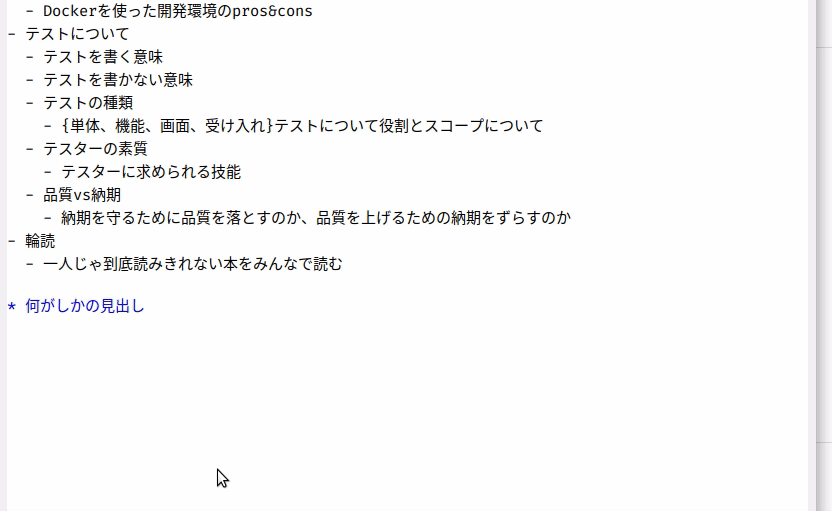 - Dockerを使った開発環境のpros&cons
- テストについて
- テストを書く意味
- テストを書かない意味
- テストの種類
- {単体、機能、画面、受け入れ}テストについて役割とスコープについて
- テスターの素質
- テスターに求められる技能
- 品質vs納期
- 納期を守るために品質を落とすのか、品質を上げるための納期をずらすのか
- 輪読
- 一人じゃ到底読みきれない本をみんなで読む
* 何がしかの見出し